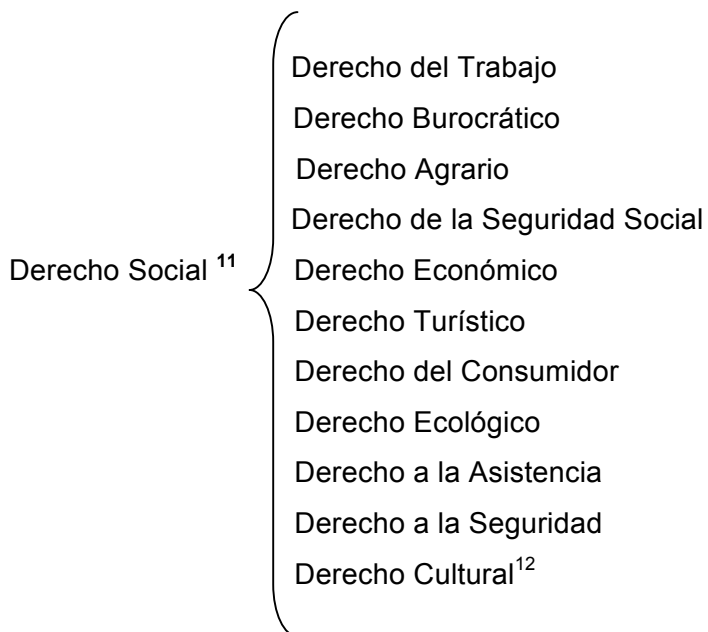 Derecho del Trabajo
Derecho Burocrático
Derecho Agrario
Derecho de la Seguridad Social
Derecho Social ¹¹
Derecho Económico
Derecho Turístico
Derecho del Consumidor
Derecho Ecológico
Derecho a la Asistencia
Derecho a la Seguridad
Derecho Cultural¹²